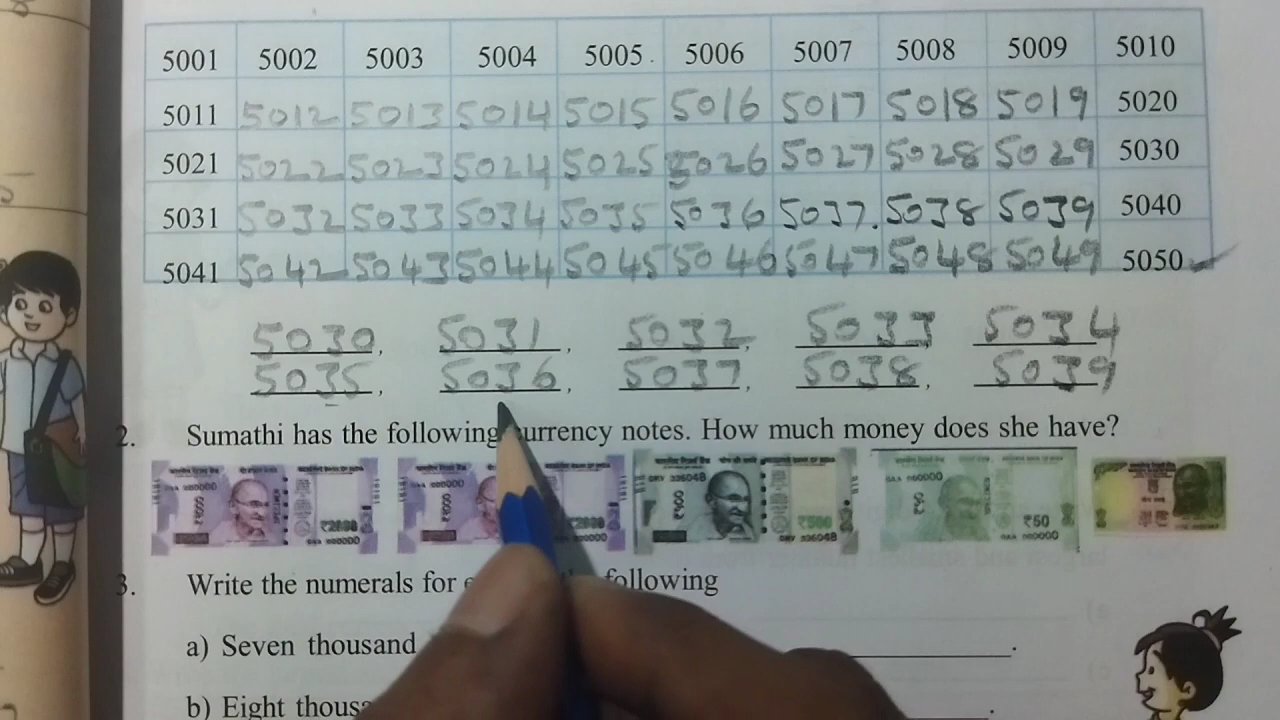 5001 5002 5003 5004 5005 5006 5007 5008 5009 5010
5011 5012 5013 5014 5015 5016 5017 5018 5019 5020
5021 5022 5023 5024 5025 5026 5027 5028 5029 5030
5031 5032 5033 5034 5035 5036 5037. 5038 5039 5040
5041 5042 5043 5044 5045 5046 5047 5048 5049 5050
5030, 5031, 5032, 5033 5034
5035, 5036, 5037, 5038, 5039
2. Sumathi has the following currency notes. How much money does she have?
₹500 ₹50
3. Write the numerals for following
a) Seven thousand .
b) Eight .